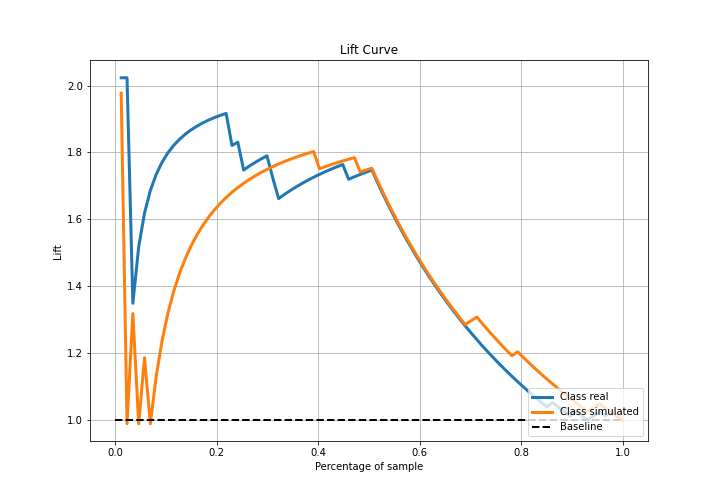 Lift Curve
Lift
2.0
1.8
1.6
1.4
1.2
1.0
0.0 0.2 0.4 0.6 0.8 1.0
Percentage of sample
Class real
Class simulated
Baseline